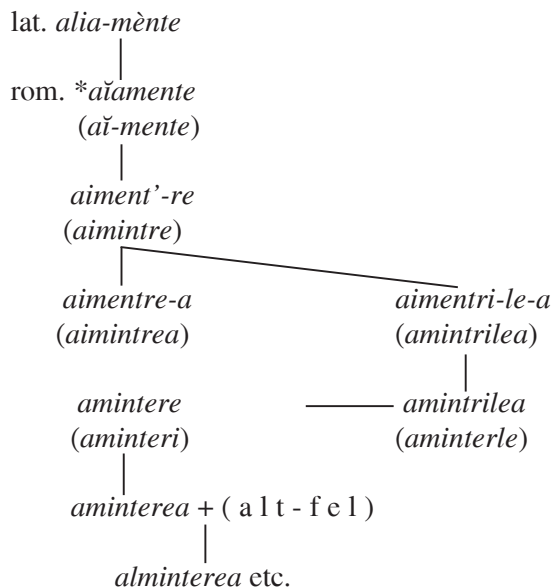 lat. alia-mènte
rom. *aĭamente
(aĭ-mente)
aiment’-re
(aimintre)
aimentre-a aimentri-le-a
(aimintrea) (amintrilea)
amintere amintrilea
(aminteri) (aminterle)
aminterea + ( a l t - f e l )
alminterea etc.